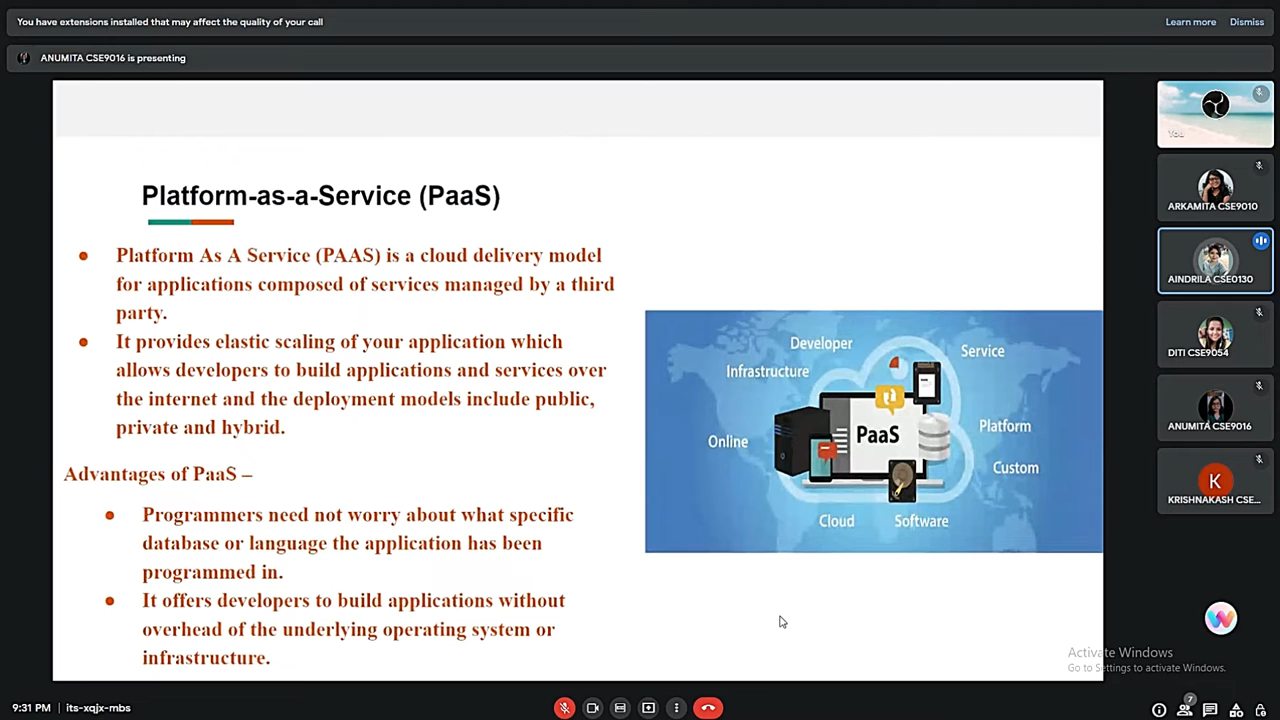 You have extensions installed that may affect the quality of your call
Learn more
Dismiss
ANUMITA CSE9016 is presenting
Platform-as-a-Service (PaaS)
● Platform As A Service (PAAS) is a cloud delivery model
for applications composed of services managed by a third
party.
● It provides elastic scaling of your application which
allows developers to build applications and services over
the internet and the deployment models include public,
private and hybrid.
Advantages of PaaS –
● Programmers need not worry about what specific
database or language the application has been
programmed in.
● It offers developers to build applications without
overhead of the underlying operating system or
infrastructure.
Developer
Service
Infrastructure
Platform
PaaS
Online
Custom
Cloud
Software
You
ARKAMITA CSE9010
AINDRILA CSE0130
DITI CSE9054
ANUMITA CSE9016
K
KRISHNAKASH CSE...
W
Activate Windows
Go to Settings to activate Windows.
9:31 PM | its-xqjx-mbs
7